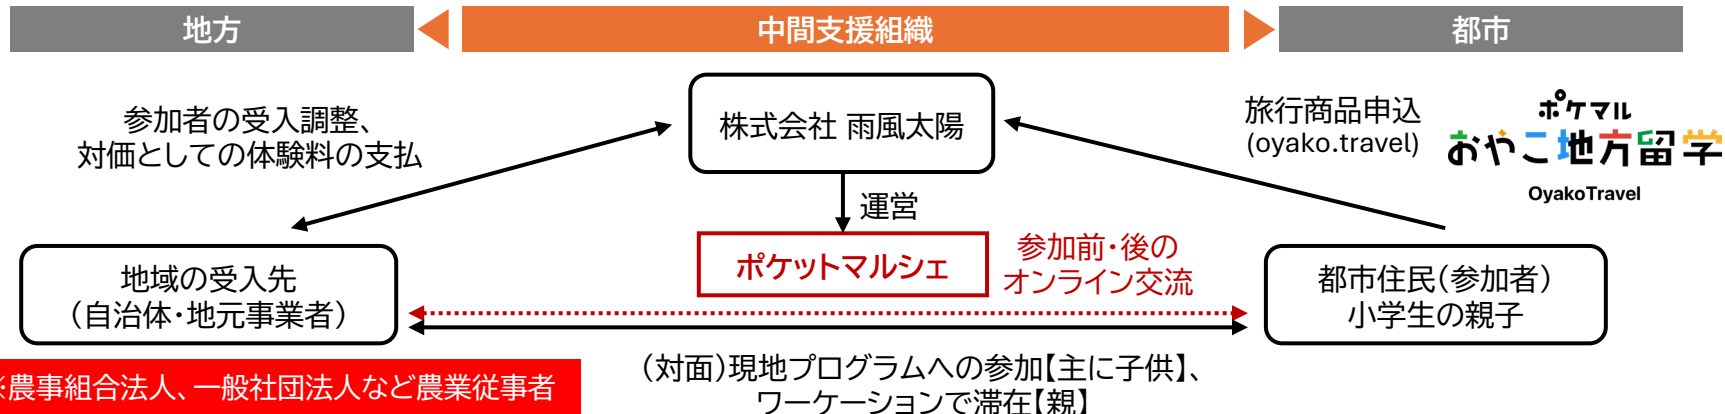 地方
中間支援組織
都市
参加者の受入調整、
対価としての体験料の支払
株式会社 雨風太陽
旅行商品申込
(oyako.travel)
ポケマル
おやこ地方留学
OyakoTravel
運営
ポケットマルシェ
参加前・後の
オンライン交流
地域の受入先
（自治体・地元事業者）
都市住民（参加者）
小学生の親子
※農事組合法人、一般社団法人など農業従事者
（対面）現地プログラムへの参加【主に子供】、
ワーケーションで滞在【親】